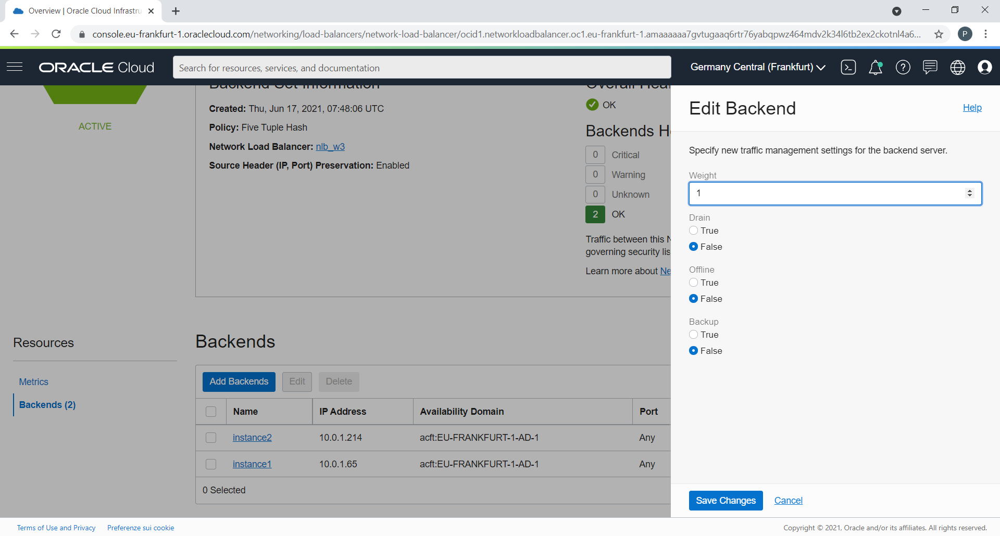 Overview | Oracle Cloud Infrastru
console.eu-frankfurt-1.oraclecloud.com/networking/load-balancers/network-load-balancer/ocid1.networkloadbalancer.oc1.eu-frankfurt-1.amaaaaaa7gvtugaaq6rtr76yabqpwz464mdv2k34l6tb2ex2ckotnl4a6...
P
ORACLE Cloud
Search for resources, services, and documentation
Germany Central (Frankfurt)
ACTIVE
Backend Set Information
Created: Thu, Jun 17, 2021, 07:48:06 UTC
Policy: Five Tuple Hash
Network Load Balancer: nlb_w3
Source Header (IP, Port) Preservation: Enabled
Overall Heal
OK
Backends H
0 Critical
0 Warning
0 Unknown
2 OK
Traffic between this N
governing security lis
Learn more about Ne
Resources
Metrics
Backends (2)
Backends
Add Backends Edit Delete
Name IP Address Availability Domain Port
instance2 10.0.1.214 acft:EU-FRANKFURT-1-AD-1 Any
instance1 10.0.1.65 acft:EU-FRANKFURT-1-AD-1 Any
0 Selected
Edit Backend
Help
Specify new traffic management settings for the backend server.
Weight
1
Drain
True
False
Offline
True
False
Backup
True
False
Save Changes Cancel
Terms of Use and Privacy Preferenze sui cookie
Copyright © 2021, Oracle and/or its affiliates. All rights reserved.